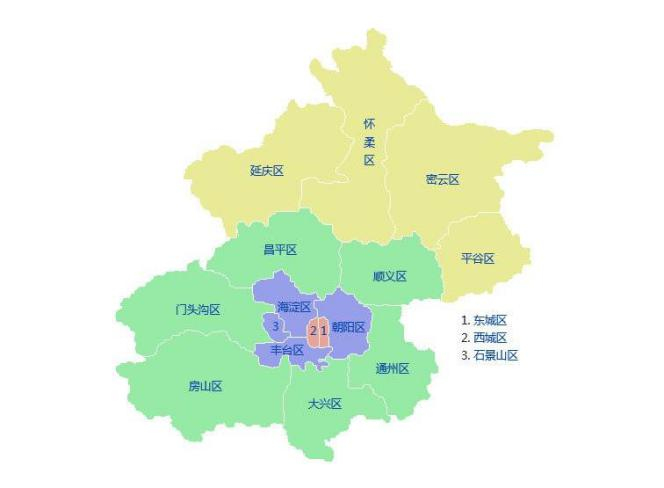 怀柔区
延庆区
密云区
昌平区
平谷区
顺义区
海淀区
门头沟区
3
2
1
朝阳区
丰台区
通州区
房山区
大兴区
1. 东城区
2. 西城区
3. 石景山区